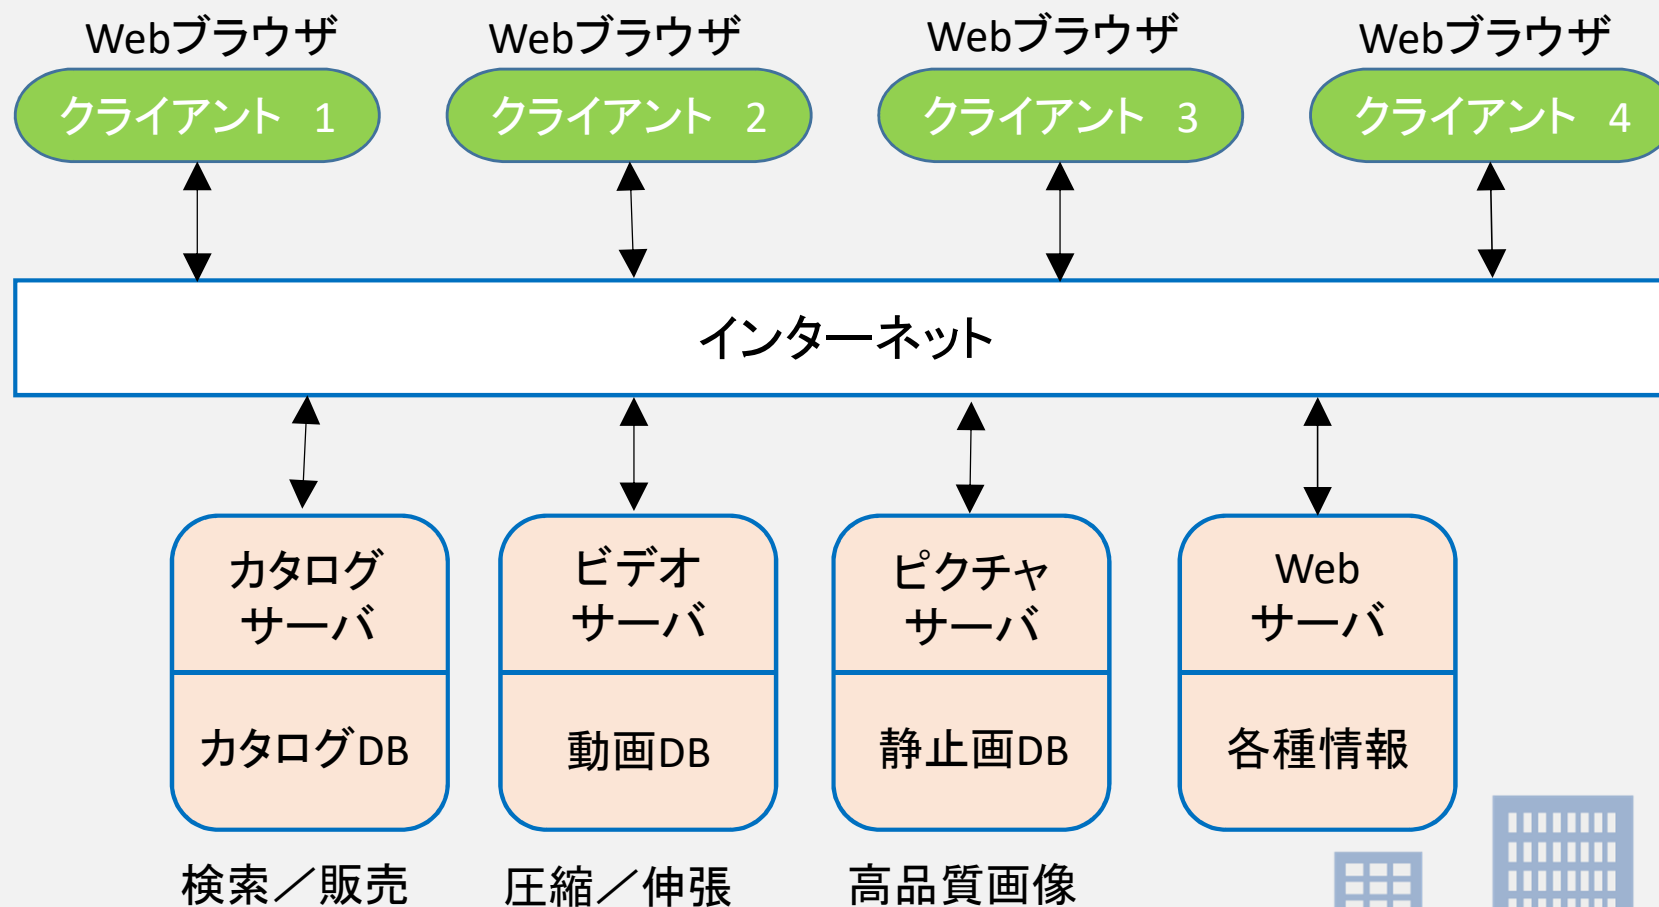 Webブラウザ Webブラウザ Webブラウザ Webブラウザ
クライアント 1 クライアント 2 クライアント 3 クライアント 4
インターネット
カタログ ビデオ ピクチャ Web
サーバ サーバ サーバ サーバ
カタログDB 動画DB 静止画DB 各種情報
検索／販売 圧縮／伸張 高品質画像